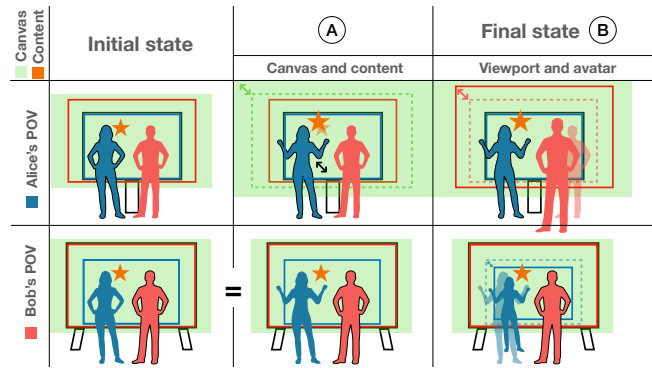 Canvas
Content
Initial state
A
Final state B
Canvas and content
Viewport and avatar
Alice's POV
Bob's POV
=